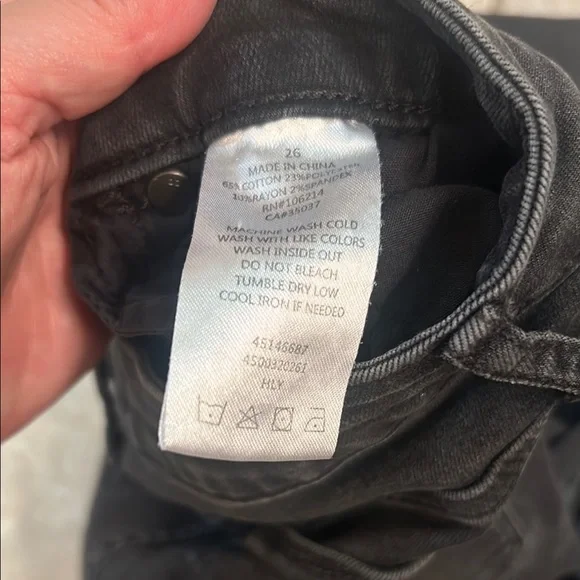 26
MADE IN CHINA
65% COTTON 23%POLYESTER
10%RAYON 2%SPANDEX
RN#106214
CA#35037
MACHINE WASH COLD
WASH WITH LIKE COLORS
WASH INSIDE OUT
DO NOT BLEACH
TUMBLE DRY LOW
COOL IRON IF NEEDED
45146687
4500320261
HLY